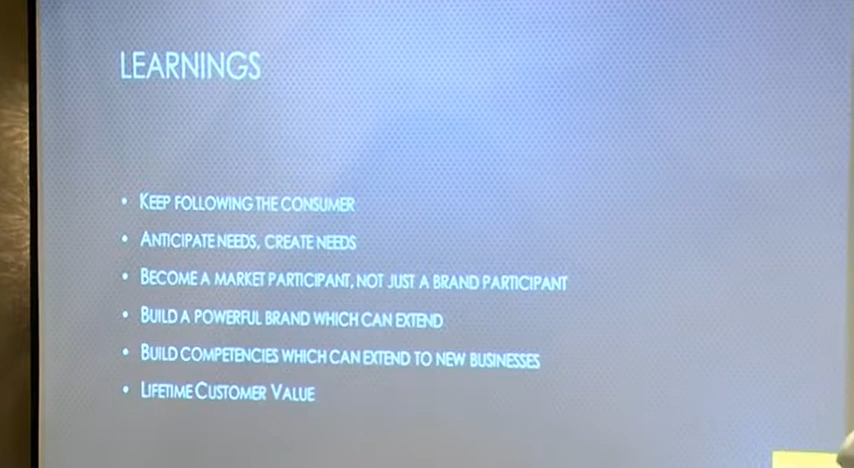 LEARNINGS
• KEEP FOLLOWING THE CONSUMER
• ANTICIPATE NEEDS, CREATE NEEDS
• BECOME A MARKET PARTICIPANT, NOT JUST A BRAND PARTICIPANT
• BUILD A POWERFUL BRAND WHICH CAN EXTEND
• BUILD COMPETENCIES WHICH CAN EXTEND TO NEW BUSINESSES
• LIFETIME CUSTOMER VALUE